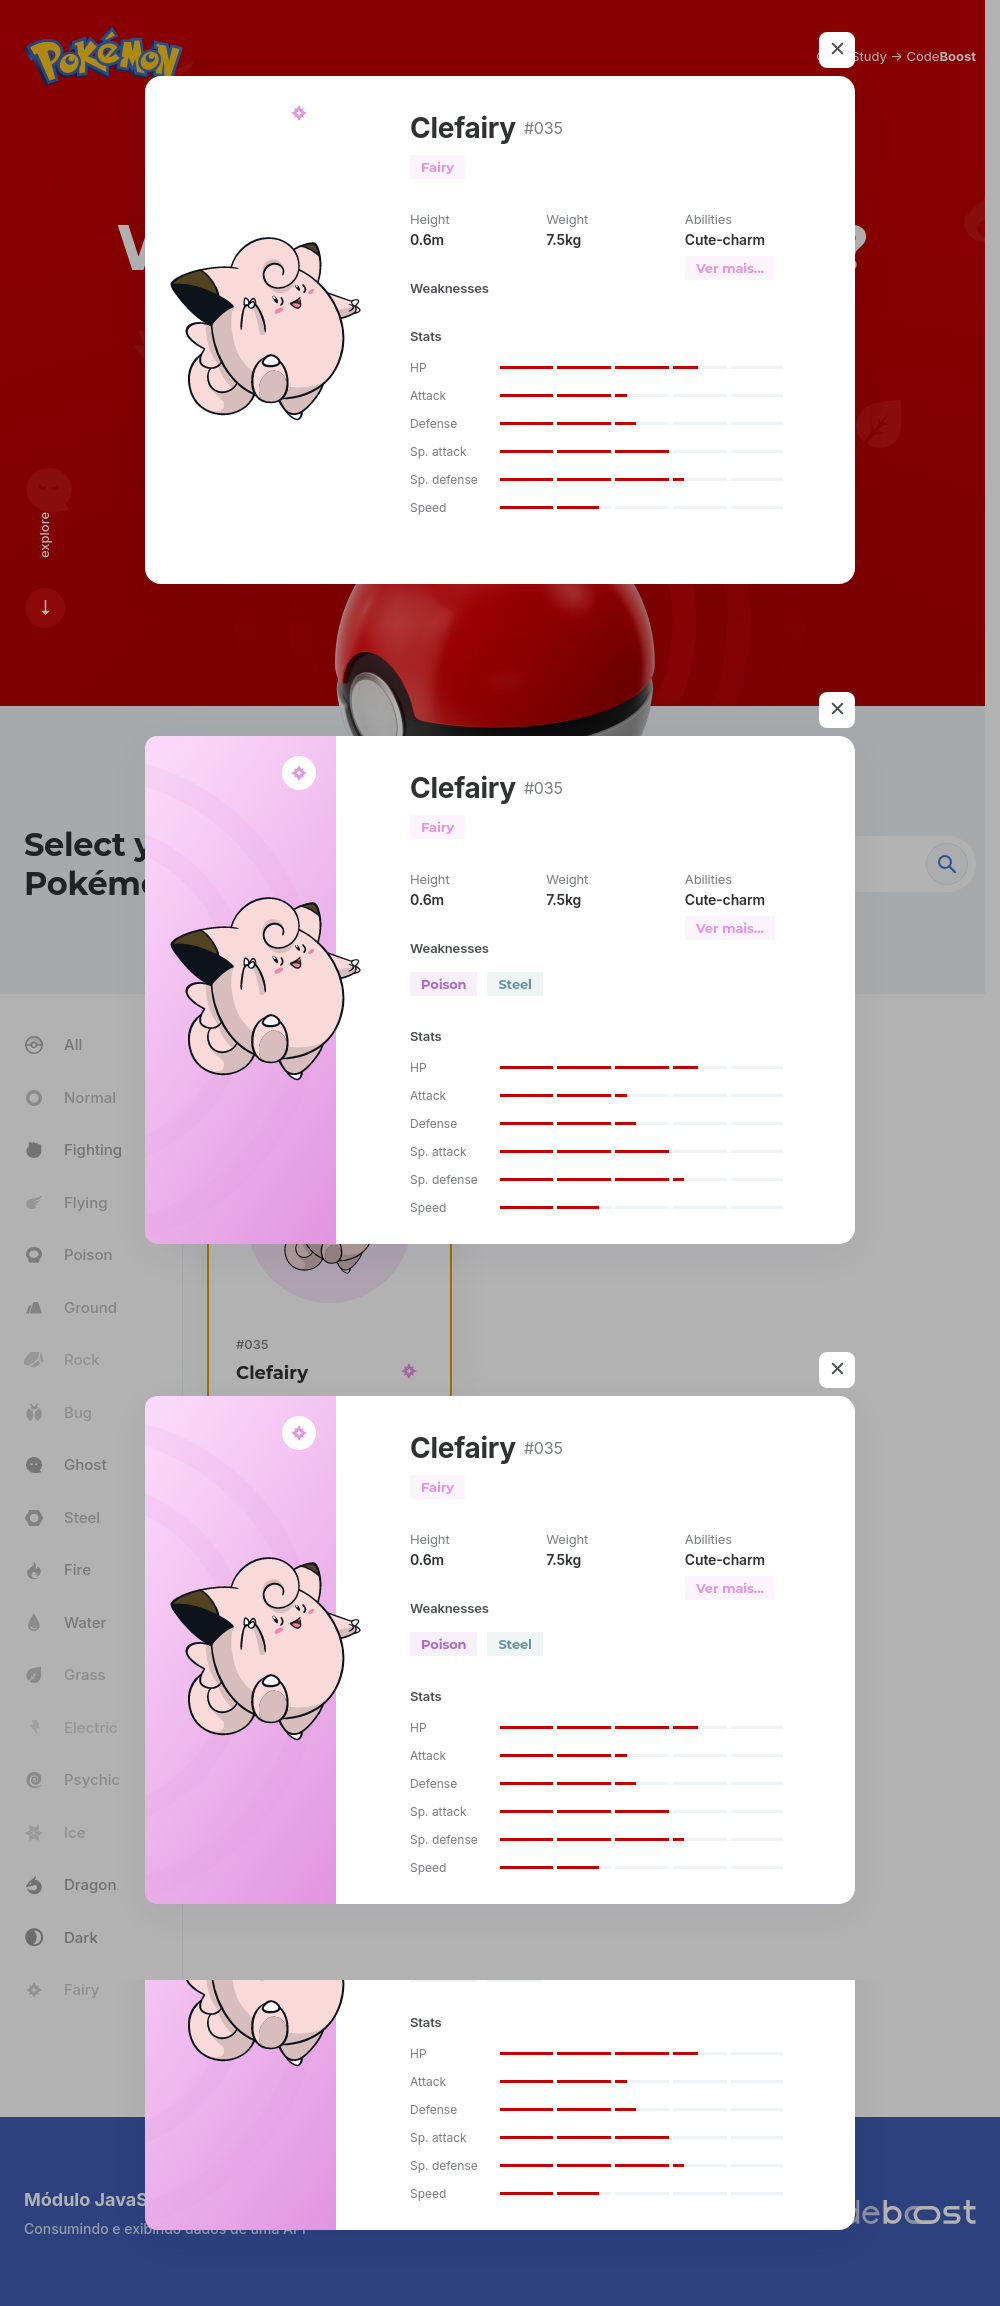 Pokémon
Study → CodeBoost
?
explore
Clefairy #035
Fairy
Height
Weight
Abilities
0.6m
7.5kg
Cute-charm
Ver mais...
Weaknesses
Stats
HP
Attack
Defense
Sp. attack
Sp. defense
Speed
Select
Clefairy #035
Fairy
Height
Weight
Abilities
0.6m
7.5kg
Cute-charm
Ver mais...
Weaknesses
Poison
Steel
Stats
HP
Attack
Defense
Sp. attack
Sp. defense
Speed
All
Normal
Fighting
Flying
Poison
Ground
Rock
Bug
Ghost
Steel
Fire
Water
Grass
Electric
Psychic
Ice
Dragon
Dark
Fairy
#035
Clefairy
Clefairy #035
Fairy
Height
Weight
Abilities
0.6m
7.5kg
Cute-charm
Ver mais...
Weaknesses
Poison
Steel
Stats
HP
Attack
Defense
Sp. attack
Sp. defense
Speed
Stats
HP
Attack
Defense
Sp. attack
Sp. defense
Speed
Módulo
Consumindo e exibindo dados de uma API